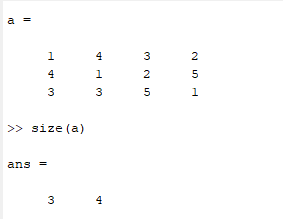 a =
1 4 3 2
4 1 2 5
3 3 5 1
>> size(a)
ans =
3 4